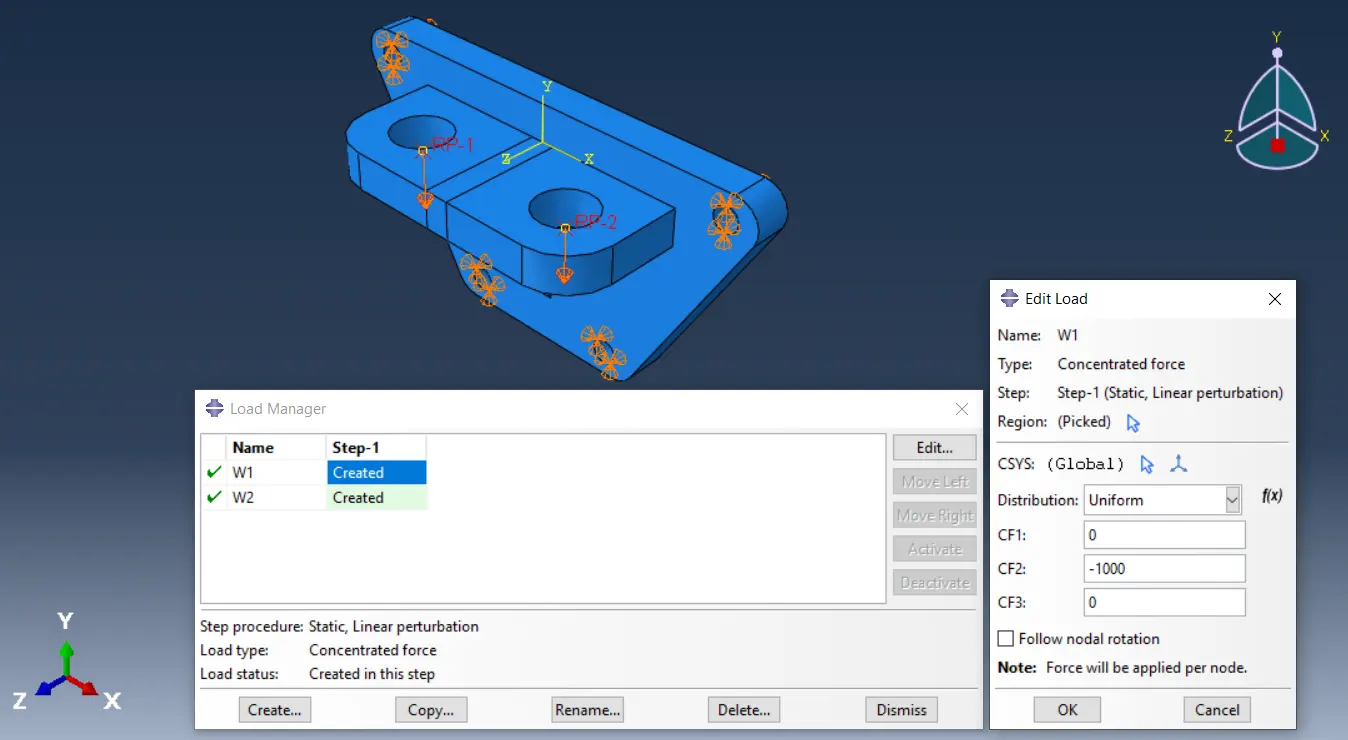 Y
Z
X
RP-1
Y
Z
X
RP-2
Load Manager
Name Step-1
W1 Created
W2 Created
Edit...
Move Left
Move Right
Activate
Deactivate
Step procedure: Static, Linear perturbation
Load type: Concentrated force
Load status: Created in this step
Create... Copy... Rename... Delete... Dismiss
Edit Load
Name: W1
Type: Concentrated force
Step: Step-1 (Static, Linear perturbation)
Region: (Picked)
CSYS: (Global)
Distribution: Uniform f(x)
CF1: 0
CF2: -1000
CF3: 0
Follow nodal rotation
Note: Force will be applied per node.
OK Cancel
Y
Z
X